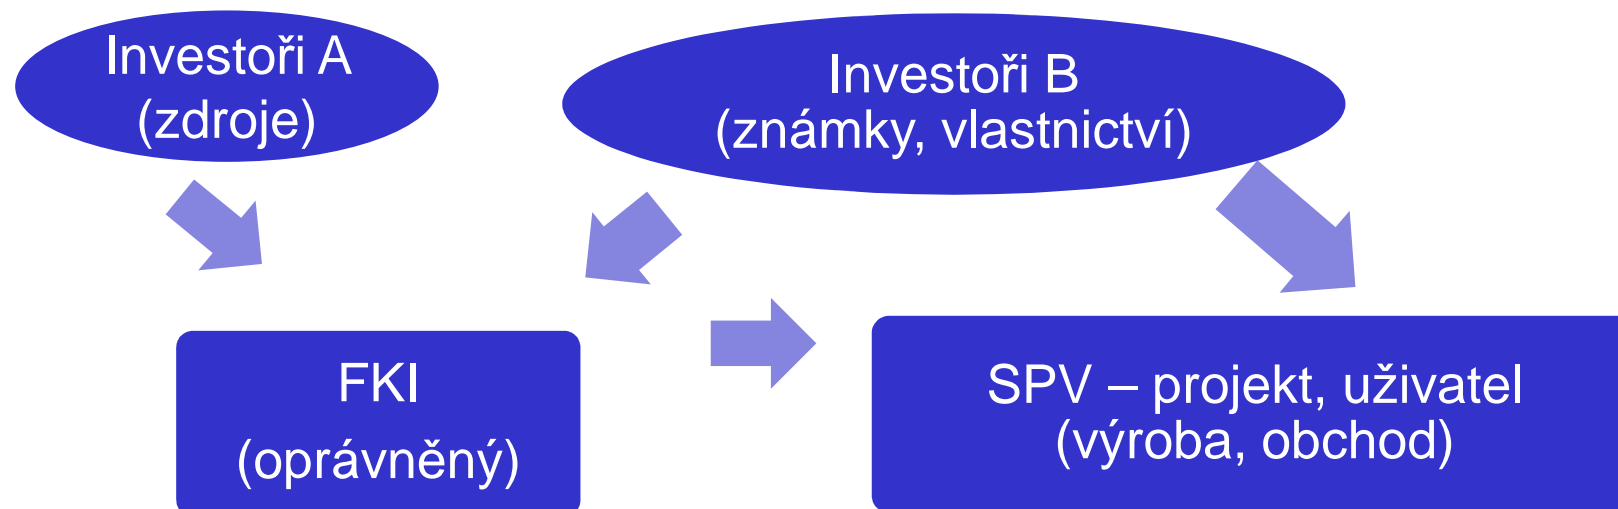 Investoři A
(zdroje)
Investoři B
(známky, vlastnictví)
FKI
(oprávněný)
SPV – projekt, uživatel
(výroba, obchod)